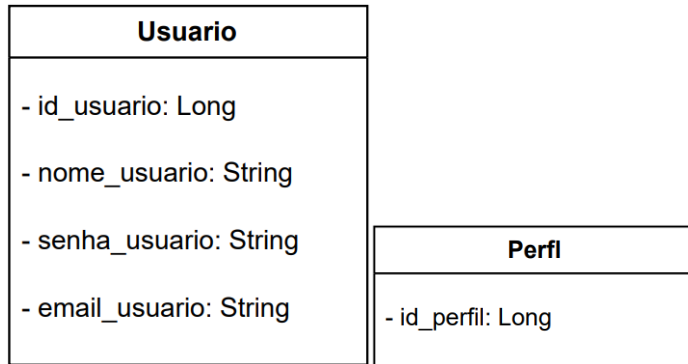 Usuario
- id_usuario: Long
- nome_usuario: String
- senha_usuario: String
- email_usuario: String
Perfl
- id_perfil: Long